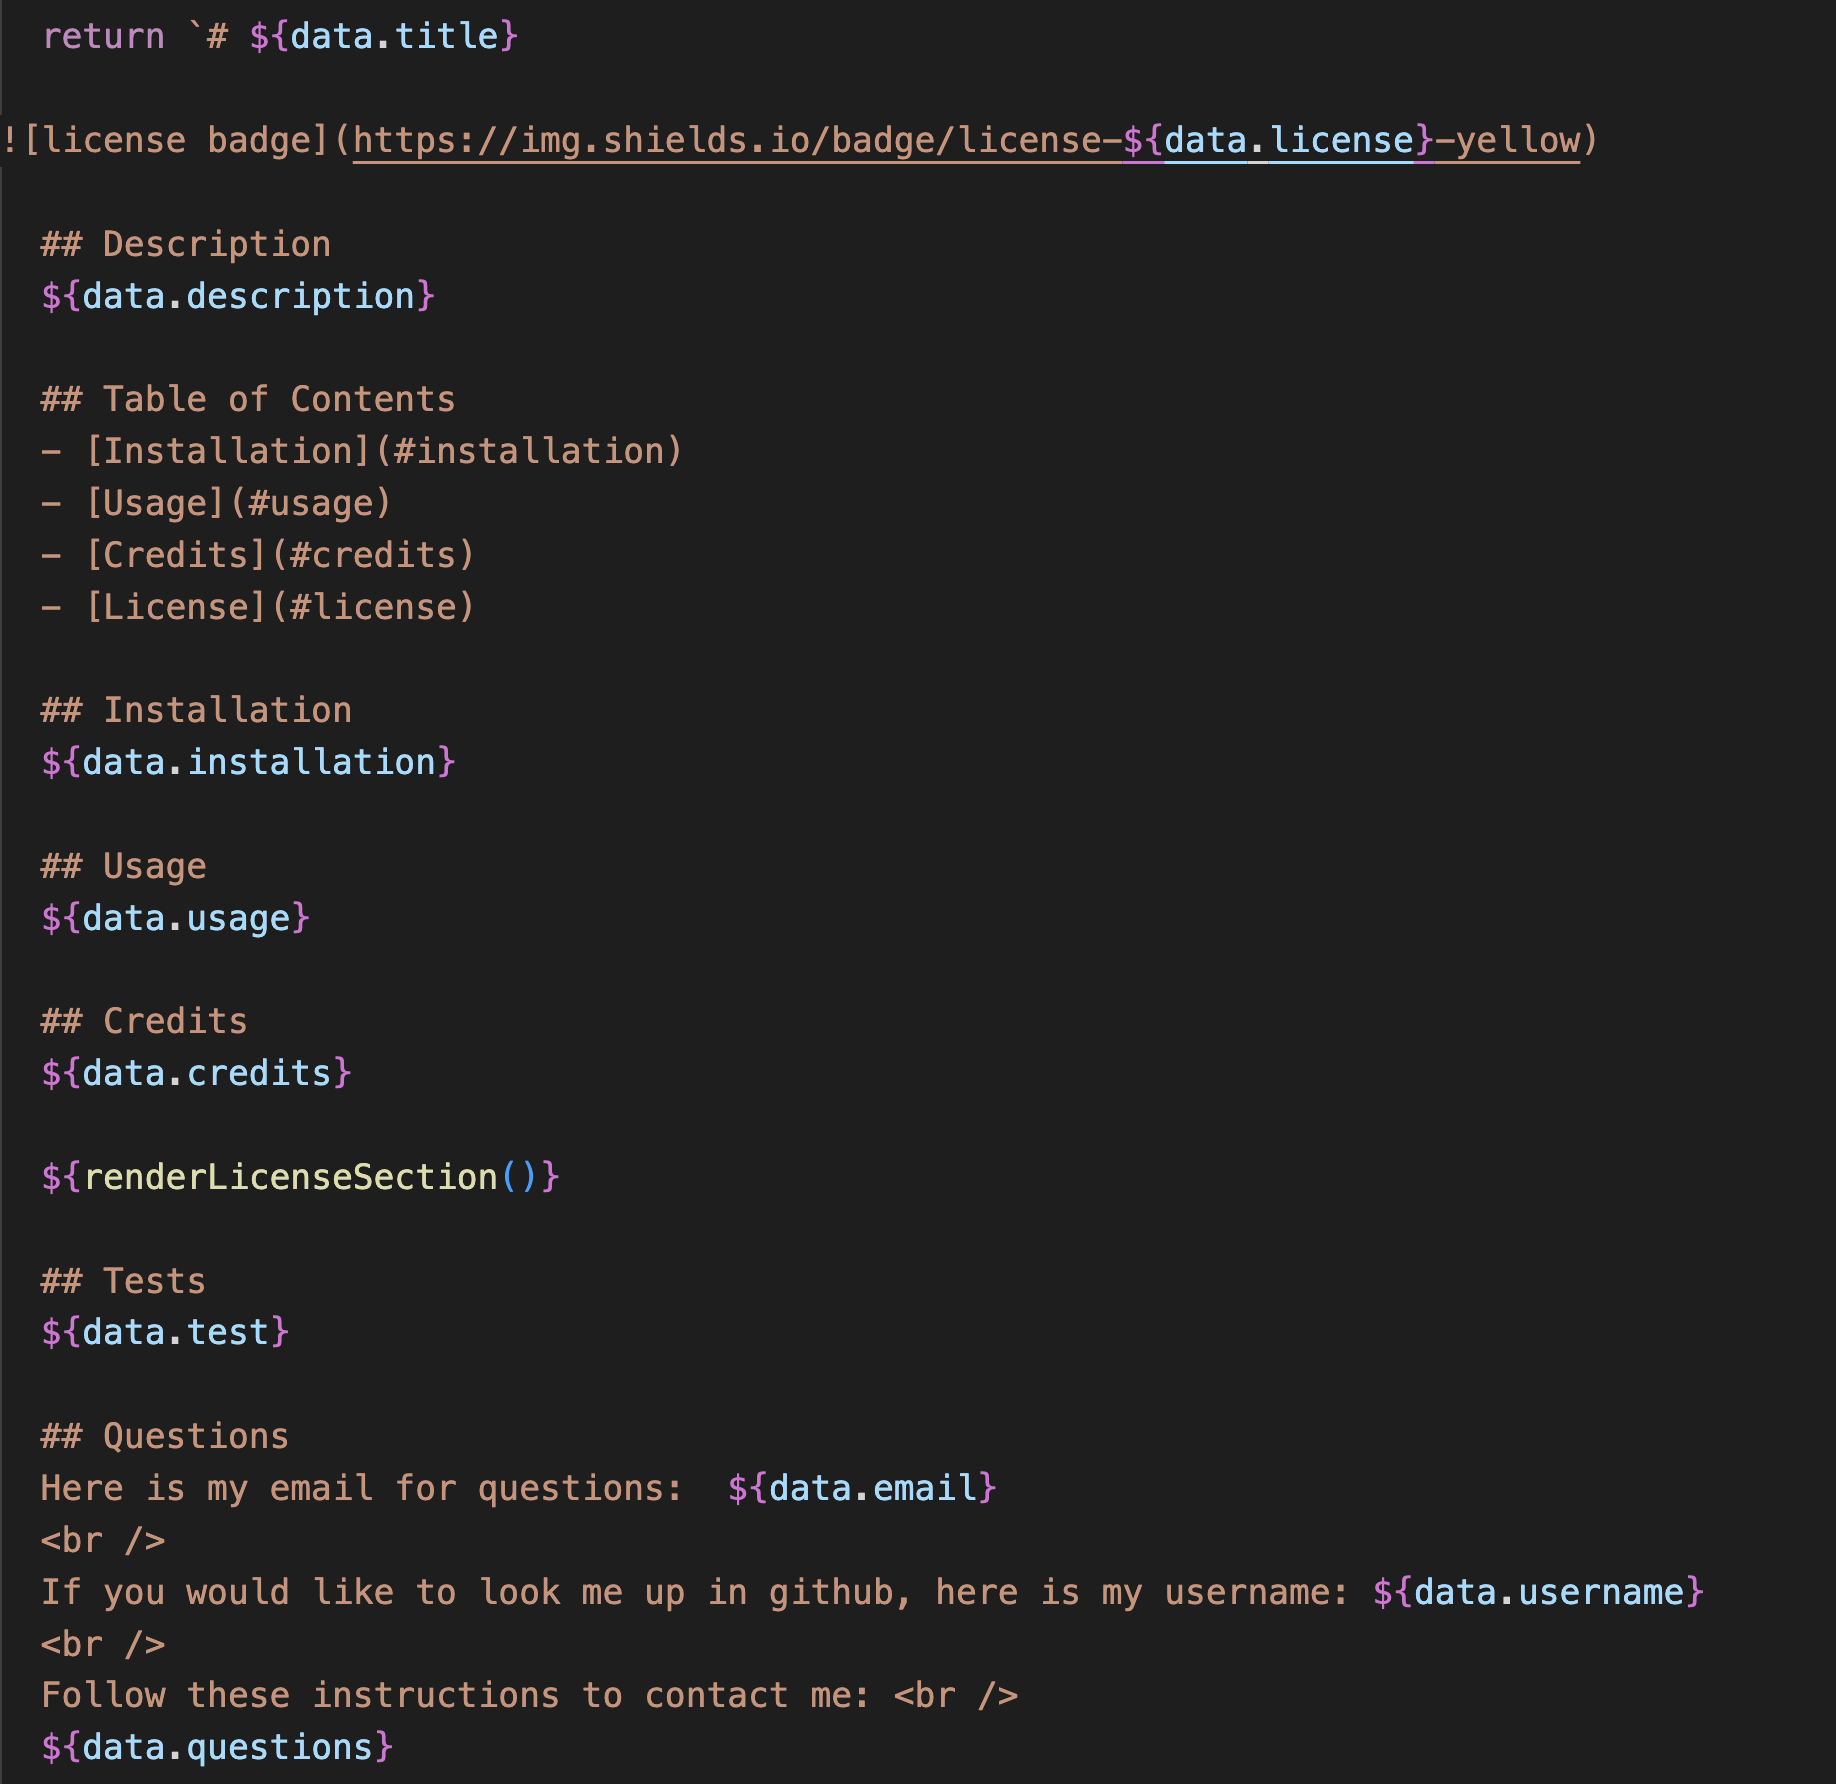 return `# ${data.title}
![license badge](https://img.shields.io/badge/license-${data.license}-yellow)
## Description
${data.description}
## Table of Contents
- [Installation](#installation)
- [Usage](#usage)
- [Credits](#credits)
- [License](#license)
## Installation
${data.installation}
## Usage
${data.usage}
## Credits
${data.credits}
${renderLicenseSection()}
## Tests
${data.test}
## Questions
Here is my email for questions:  ${data.email}
<br />
If you would like to look me up in github, here is my username: ${data.username}
<br />
Follow these instructions to contact me: <br />
${data.questions}